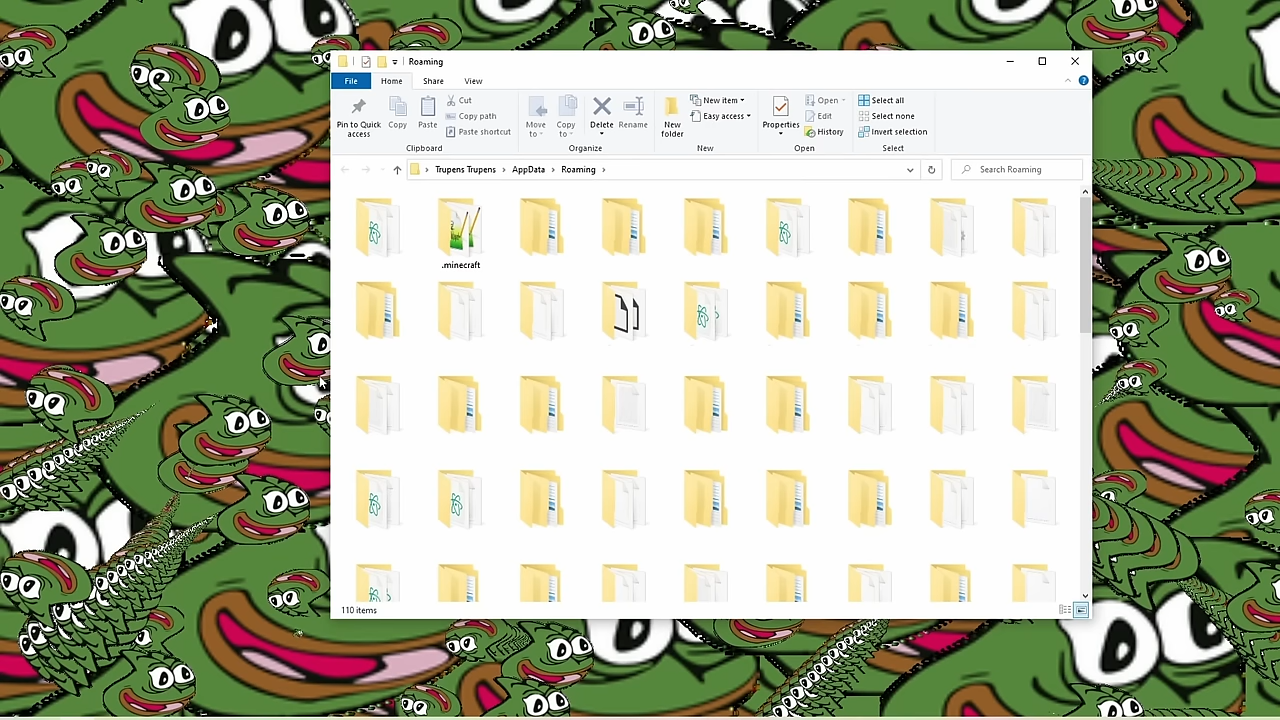 Roaming
File Home Share View
Pin to Quick access
Copy
Paste
Cut
Copy path
Paste shortcut
Clipboard
Move to
Copy to
Delete
Rename
Organize
New folder
New item
Easy access
New
Properties
Open
Edit
History
Open
Select all
Select none
Invert selection
Select
Trupens Trupens > AppData > Roaming >
Search Roaming
.minecraft
110 items